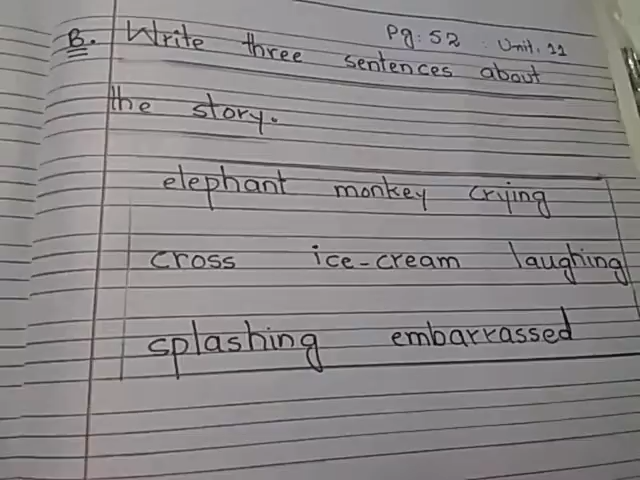 Pg: 52 Unit. 11
B. Write three sentences about
the story.
elephant monkey crying
cross ice-cream laughing
splashing embarrassed